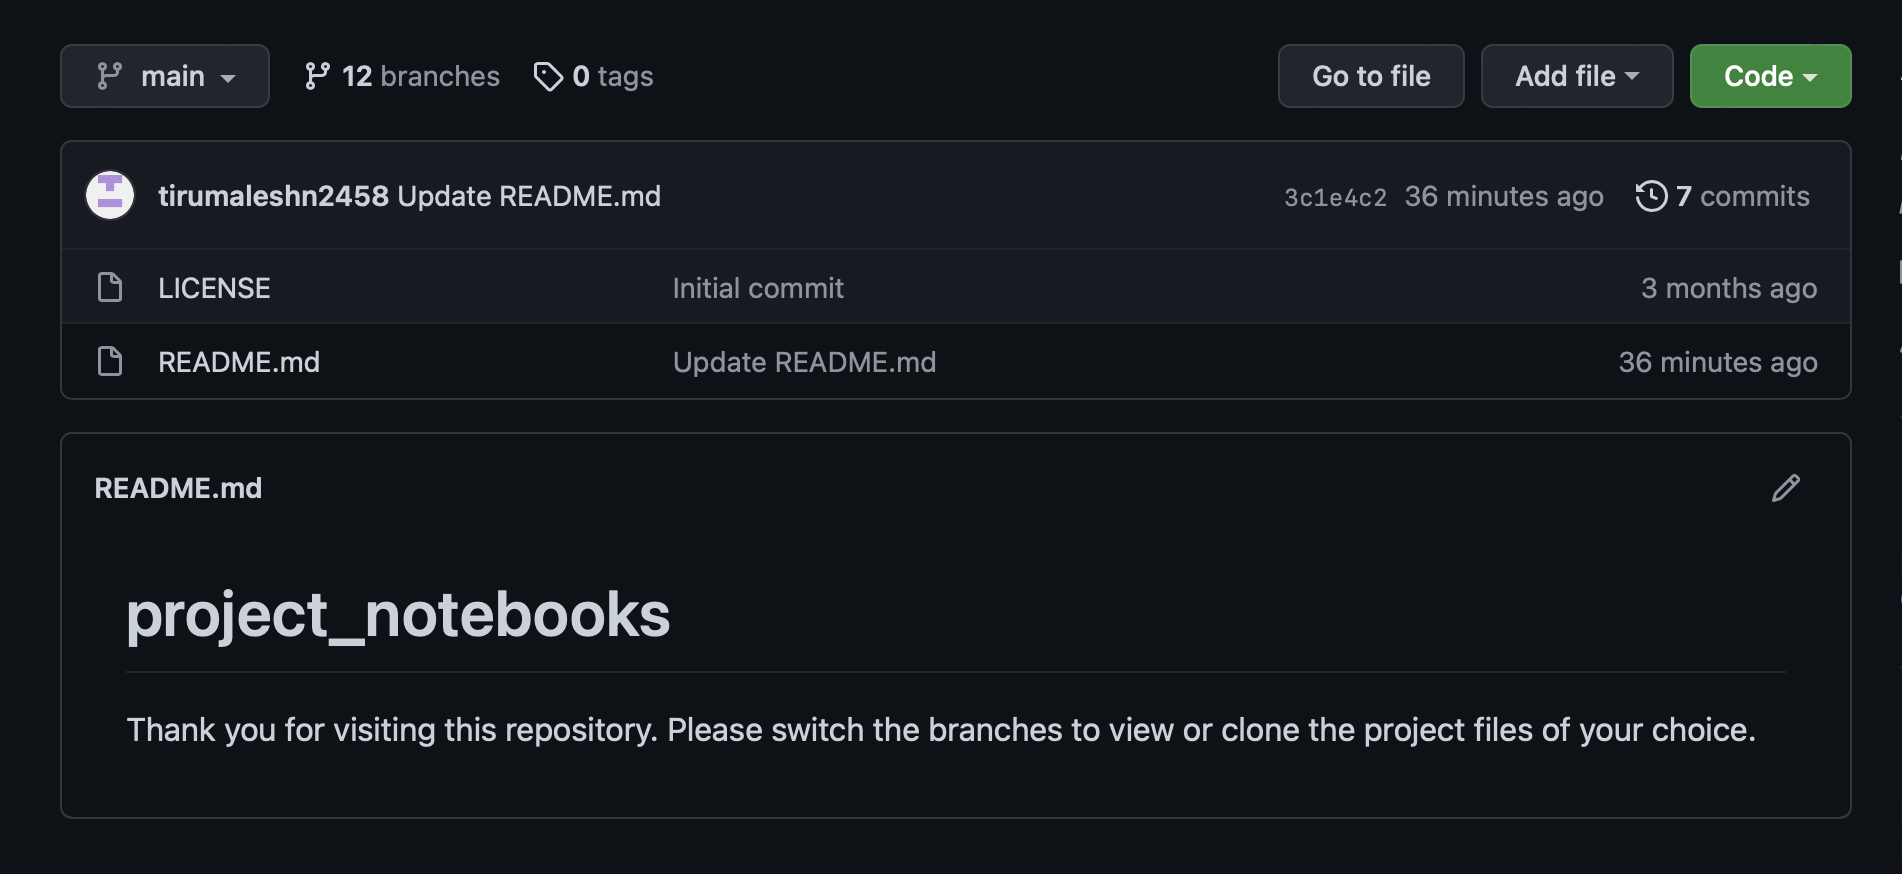 main 12 branches 0 tags Go to file Add file Code
tirumaleshn2458 Update README.md 3c1e4c2 36 minutes ago 7 commits
LICENSE Initial commit 3 months ago
README.md Update README.md 36 minutes ago
README.md
project_notebooks
Thank you for visiting this repository. Please switch the branches to view or clone the project files of your choice.